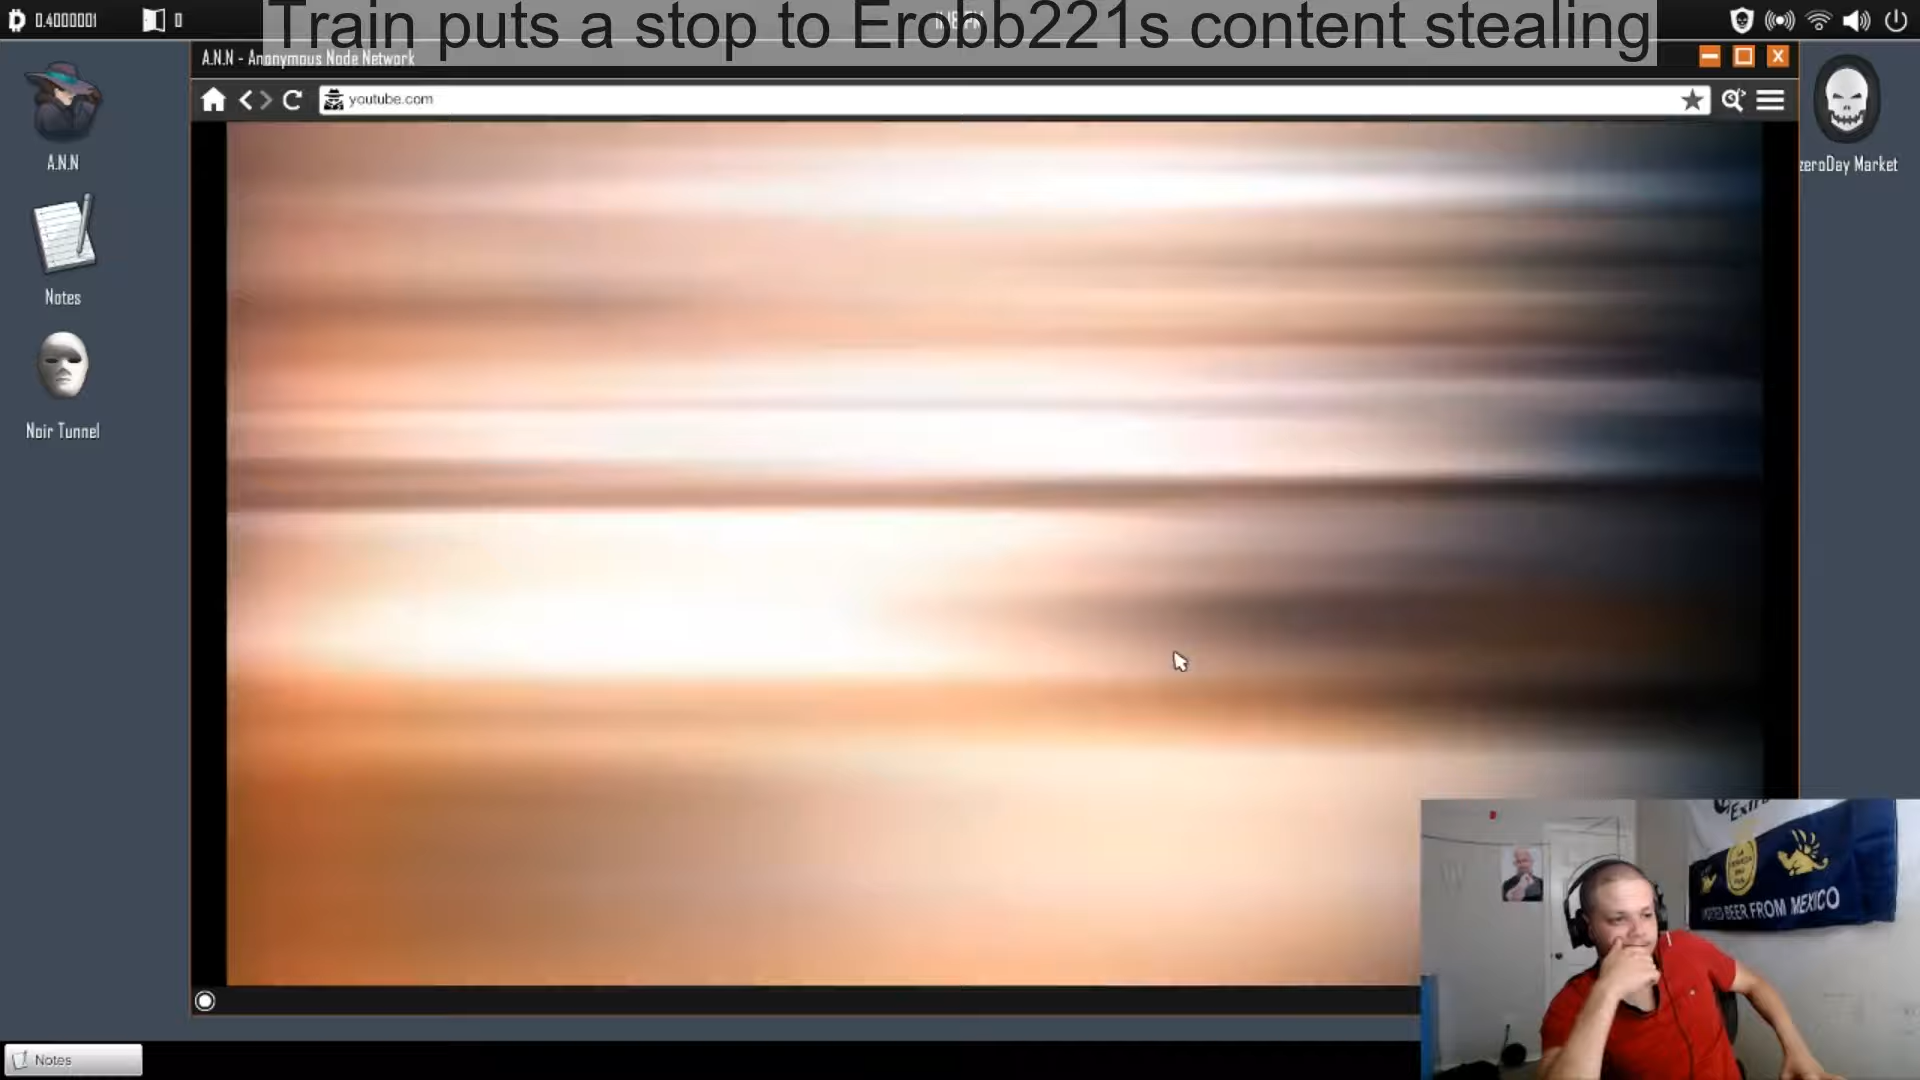 0.4000001
0
Train puts a stop to Erobb221s content stealing
A.N.N - Anonymous Node Network
youtube.com
A.N.N
Notes
Noir Tunnel
zeroDay Market
Extra
BEER FROM MEXICO
Notes